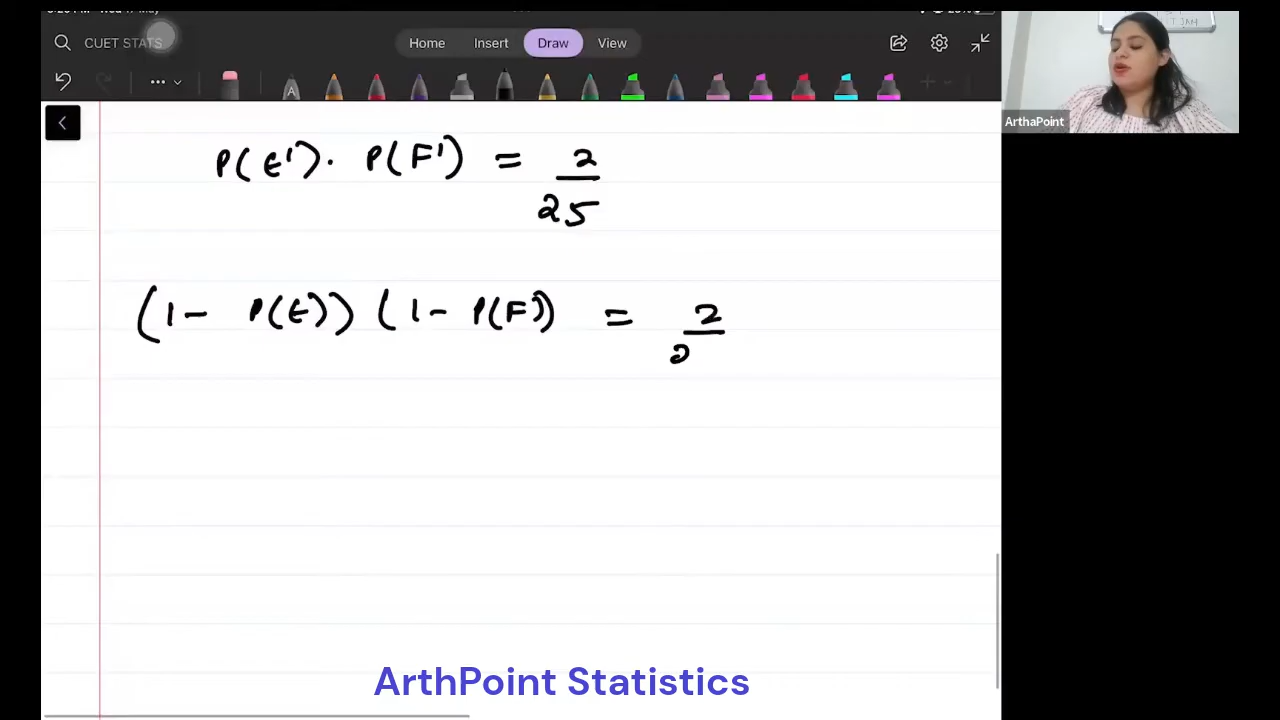 CUET STATS
Home Insert Draw View
A
ArthaPoint
P(E'). P(F') = 2/25
(1 - P(E)) (1 - P(F)) = 2/2
ArthPoint Statistics